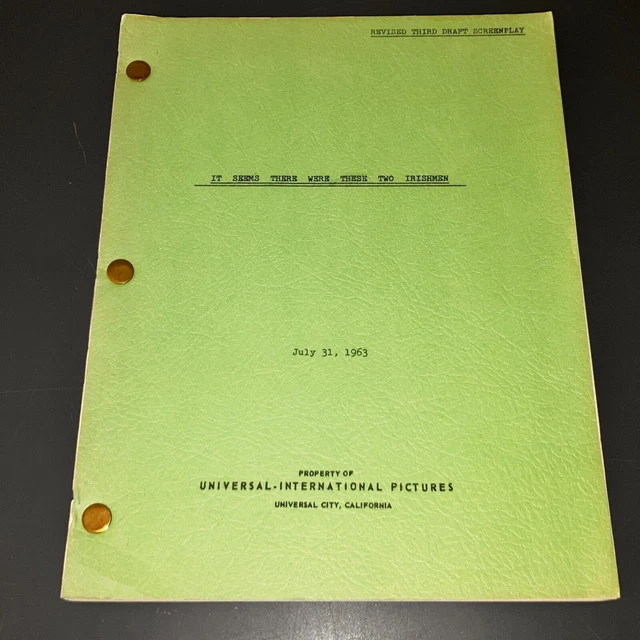 REVISED THIRD DRAFT SCREENPLAY
IT SEEMS THERE WERE THESE TWO IRISHMEN
July 31, 1963
PROPERTY OF
UNIVERSAL-INTERNATIONAL PICTURES
UNIVERSAL CITY, CALIFORNIA